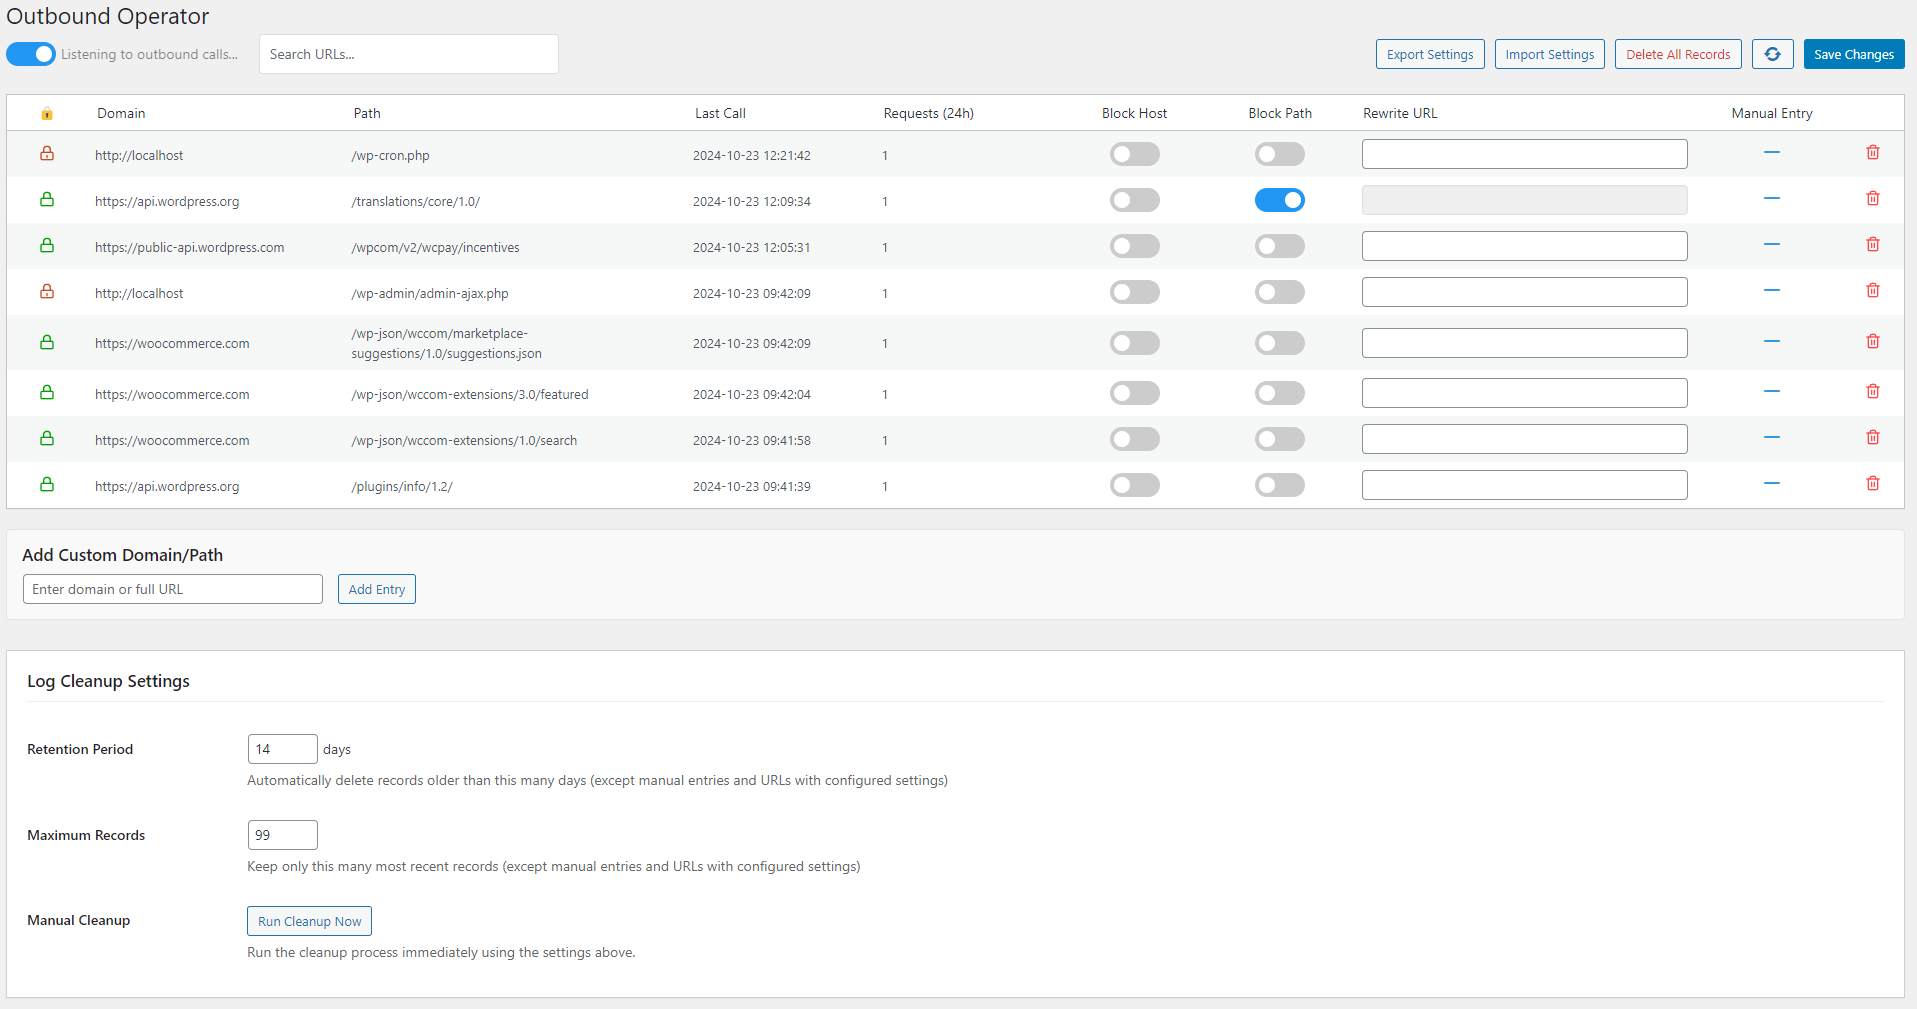 Outbound Operator
Listening to outbound calls... Search URLs... Export Settings Import Settings Delete All Records Save Changes
Domain Path Last Call Requests (24h) Block Host Block Path Rewrite URL Manual Entry
http://localhost /wp-cron.php 2024-10-23 12:21:42 1
https://api.wordpress.org /translations/core/1.0/ 2024-10-23 12:09:34 1
https://public-api.wordpress.com /wpcom/v2/wcpay/incentives 2024-10-23 12:05:31 1
http://localhost /wp-admin/admin-ajax.php 2024-10-23 09:42:09 1
https://woocommerce.com /wp-json/wccom/marketplace-
suggestions/1.0/suggestions.json 2024-10-23 09:42:09 1
https://woocommerce.com /wp-json/wccom-extensions/3.0/featured 2024-10-23 09:42:04 1
https://woocommerce.com /wp-json/wccom-extensions/1.0/search 2024-10-23 09:41:58 1
https://api.wordpress.org /plugins/info/1.2/ 2024-10-23 09:41:39 1
Add Custom Domain/Path
Enter domain or full URL Add Entry
Log Cleanup Settings
Retention Period 14 days
Automatically delete records older than this many days (except manual entries and URLs with configured settings)
Maximum Records 99
Keep only this many most recent records (except manual entries and URLs with configured settings)
Manual Cleanup Run Cleanup Now
Run the cleanup process immediately using the settings above.